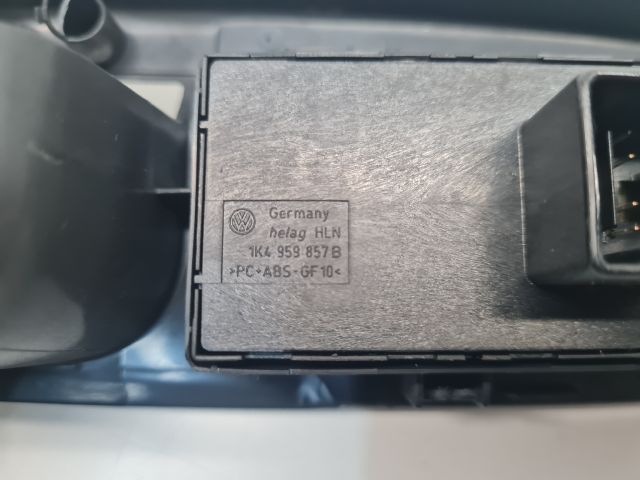 Germany
helag HLN
1K4 959 857 B
>PC+ABS-GF10<